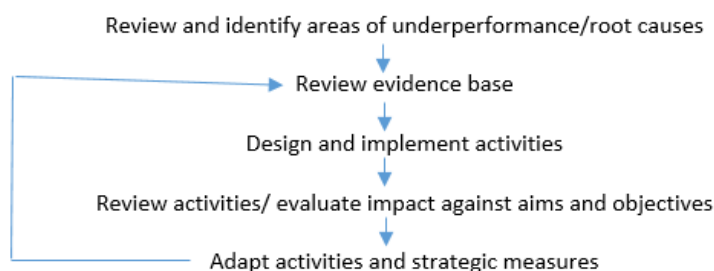 Review and identify areas of underperformance/root causes
Review evidence base
Design and implement activities
Review activities/ evaluate impact against aims and objectives
Adapt activities and strategic measures